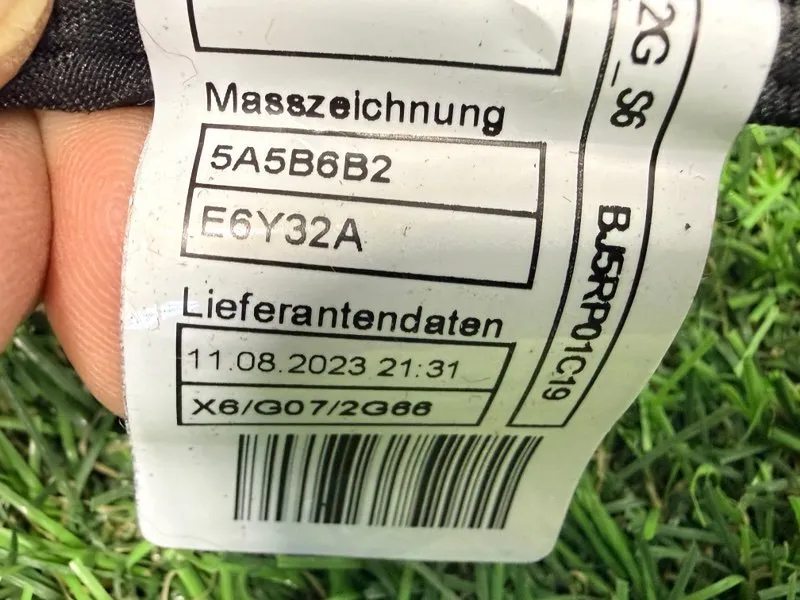 Masszeichnung
5A5B6B2
E6Y32A
Lieferantendaten
11.08.2023 21:31
X6/G07/2G66
2G_S6
BJ5RP01C19